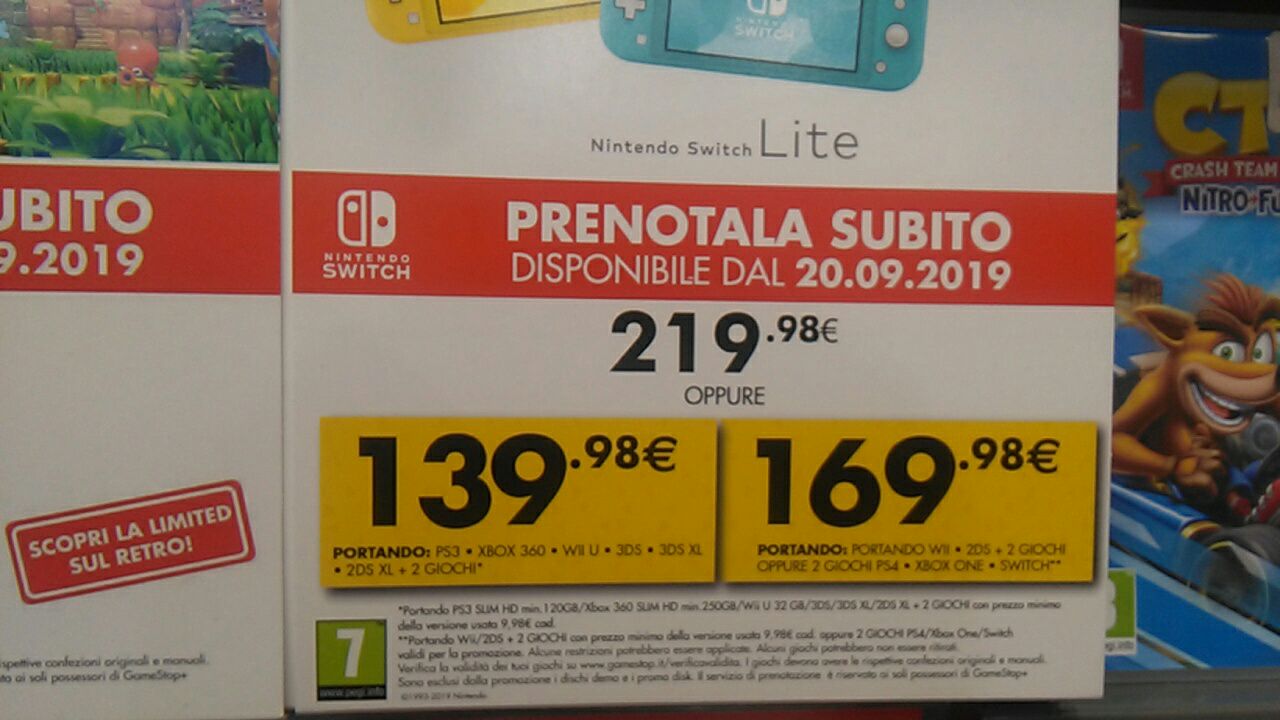 UBITO
9.2019
SCOPRI LA LIMITED
SUL RETRO!
ispettive confezioni originali e manuali.
ai soli possessori di GameStop+
NINTENDO
SWITCH
Nintendo Switch Lite
NINTENDO
SWITCH
PRENOTALA SUBITO
DISPONIBILE DAL 20.09.2019
219.98€
OPPURE
139.98€
PORTANDO: PS3 • XBOX 360 • WII U • 3DS • 3DS XL
• 2DS XL + 2 GIOCHI*
169.98€
PORTANDO: PORTANDO WII • 2DS + 2 GIOCHI
OPPURE 2 GIOCHI PS4 • XBOX ONE • SWITCH**
*Portando PS3 SLIM HD min.120GB/Xbox 360 SLIM HD min.250GB/Wii U 32 GB/3DS/3DS XL/2DS XL + 2 GIOCHI con prezzo minimo
della versione usata 9,98€ cad.
**Portando Wii/2DS + 2 GIOCHI con prezzo minimo della versione usata 9,98€ cad. oppure 2 GIOCHI PS4/Xbox One/Switch
validi per la promozione. Alcune restrizioni potrebbero essere applicate. Alcuni giochi potrebbero non essere ritirati.
Verifica la validità dei tuoi giochi su www.gamestop.it/verificavalidita. I giochi devono avere le rispettive confezioni originali e manuali.
Sono esclusi dalla promozione i dischi demo e i promo disk. Il servizio di prenotazione è riservato ai soli possessori di GameStop+
©1993-2019 Nintendo
7
www.pegi.info
CT
CRASH TEAM
NITRO-FU